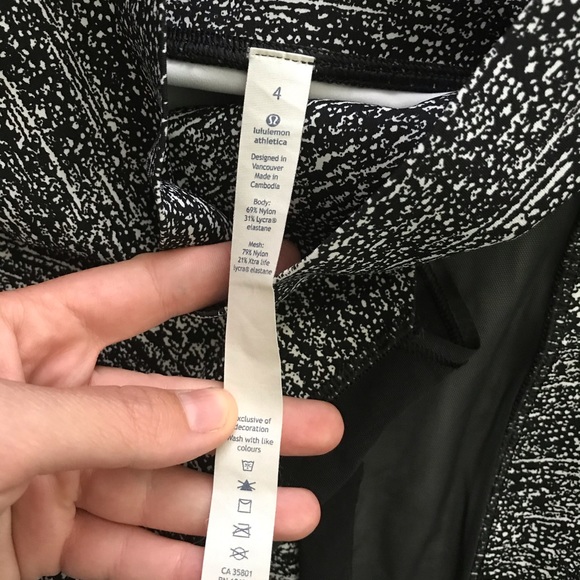 4
lululemon
athletica
Designed in
Vancouver
Made in
Cambodia
Body:
69% Nylon
31% Lycra®
elastane
Mesh:
79% Nylon
21% Xtra life
lycra® elastane
xclusive of
decoration
Wash with like
colours
CA 35801